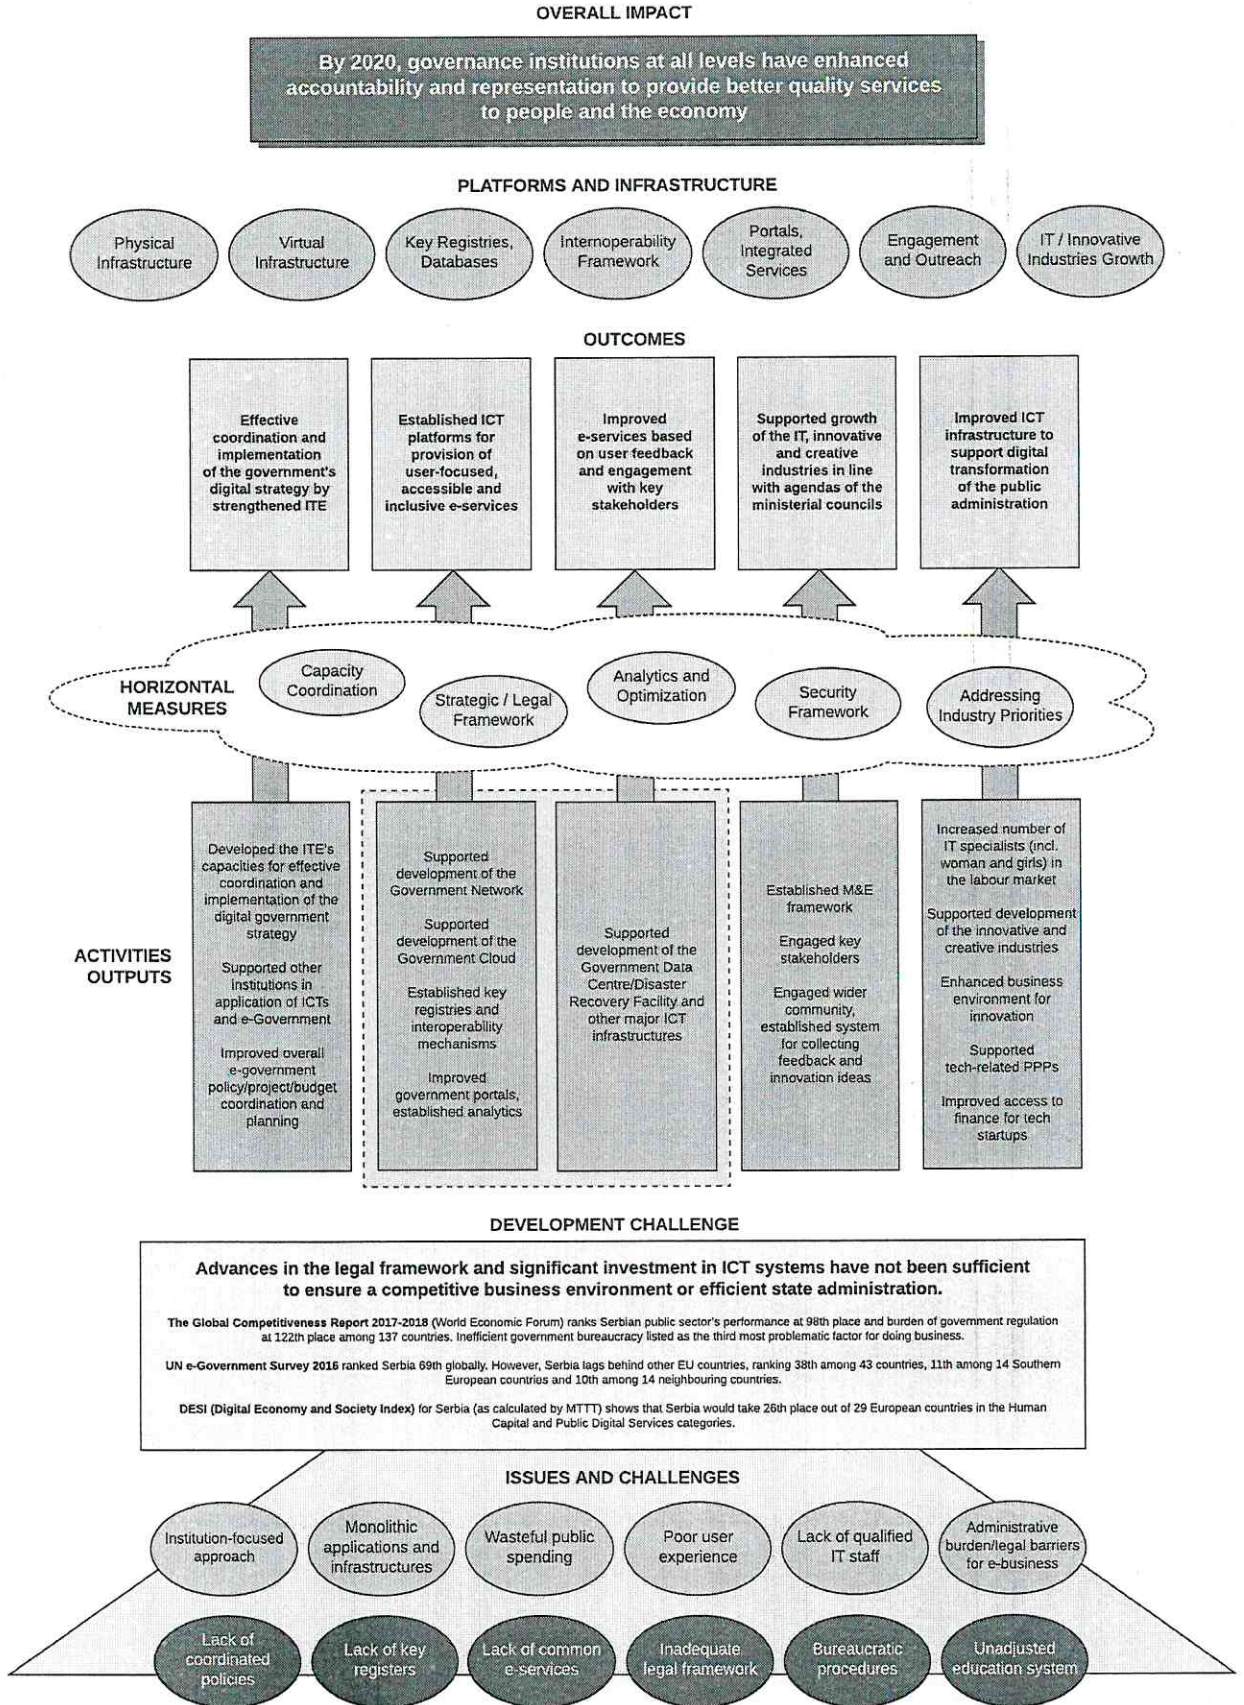 OVERALL IMPACT
By 2020, governance institutions at all levels have enhanced
accountability and representation to provide better quality services
to people and the economy
PLATFORMS AND INFRASTRUCTURE
Physical
Infrastructure
Virtual
Infrastructure
Key Registries,
Databases
Internoperability
Framework
Portals,
Integrated
Services
Engagement
and Outreach
IT / Innovative
Industries Growth
OUTCOMES
Effective
coordination and
implementation
of the government's
digital strategy by
strengthened ITE
Established ICT
platforms for
provision of
user-focused,
accessible and
inclusive e-services
Improved
e-services based
on user feedback
and engagement
with key
stakeholders
Supported growth
of the IT, innovative
and creative
industries in line
with agendas of the
ministerial councils
Improved ICT
infrastructure to
support digital
transformation
of the public
administration
HORIZONTAL
MEASURES
Capacity
Coordination
Strategic / Legal
Framework
Analytics and
Optimization
Security
Framework
Addressing
Industry Priorities
ACTIVITIES
OUTPUTS
Developed the ITE's
capacities for effective
coordination and
implementation of the
digital government
strategy
Supported other
institutions in
application of ICTs
and e-Government
Improved overall
e-government
policy/project/budget
coordination and
planning
Supported
development of the
Government Network
Supported
development of the
Government Cloud
Established key
registries and
interoperability
mechanisms
Improved
government portals,
established analytics
Supported
development of the
Government Data
Centre/Disaster
Recovery Facility and
other major ICT
infrastructures
Established M&E
framework
Engaged key
stakeholders
Engaged wider
community,
established system
for collecting
feedback and
innovation ideas
Increased number of
IT specialists (incl.
woman and girls) in
the labour market
Supported development
of the innovative and
creative industries
Enhanced business
environment for
innovation
Supported
tech-related PPPs
Improved access to
finance for tech
startups
DEVELOPMENT CHALLENGE
Advances in the legal framework and significant investment in ICT systems have not been sufficient
to ensure a competitive business environment or efficient state administration.
The Global Competitiveness Report 2017-2018 (World Economic Forum) ranks Serbian public sector's performance at 98th place and burden of government regulation
at 122th place among 137 countries. Inefficient government bureaucracy listed as the third most problematic factor for doing business.
UN e-Government Survey 2016 ranked Serbia 69th globally. However, Serbia lags behind other EU countries, ranking 38th among 43 countries, 11th among 14 Southern
European countries and 10th among 14 neighbouring countries.
DESI (Digital Economy and Society Index) for Serbia (as calculated by MTTT) shows that Serbia would take 26th place out of 29 European countries in the Human
Capital and Public Digital Services categories.
ISSUES AND CHALLENGES
Institution-focused
approach
Monolithic
applications and
infrastructures
Wasteful public
spending
Poor user
experience
Lack of qualified
IT staff
Administrative
burden/legal barriers
for e-business
Lack of
coordinated
policies
Lack of key
registers
Lack of common
e-services
Inadequate
legal framework
Bureaucratic
procedures
Unadjusted
education system